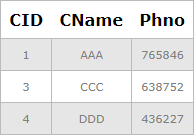 CID CName Phno
1 AAA 765846
3 CCC 638752
4 DDD 436227